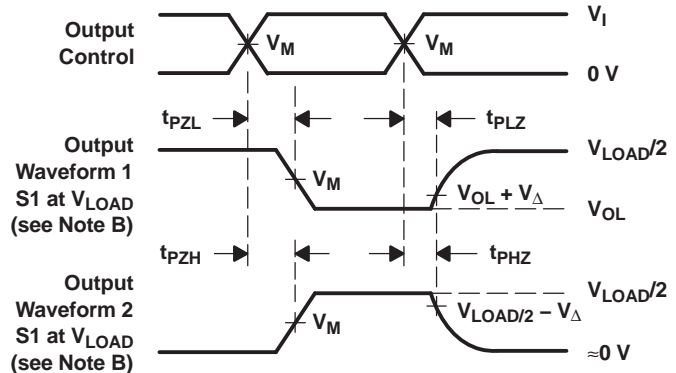 Output
Control
V_M
V_M
V_I
0 V
t_PZL
t_PLZ
Output
Waveform 1
S1 at V_LOAD
(see Note B)
V_M
V_LOAD/2
V_OL + V_Δ
V_OL
t_PZH
t_PHZ
Output
Waveform 2
S1 at V_LOAD
(see Note B)
V_M
V_LOAD/2
V_LOAD/2 − V_Δ
≈0 V